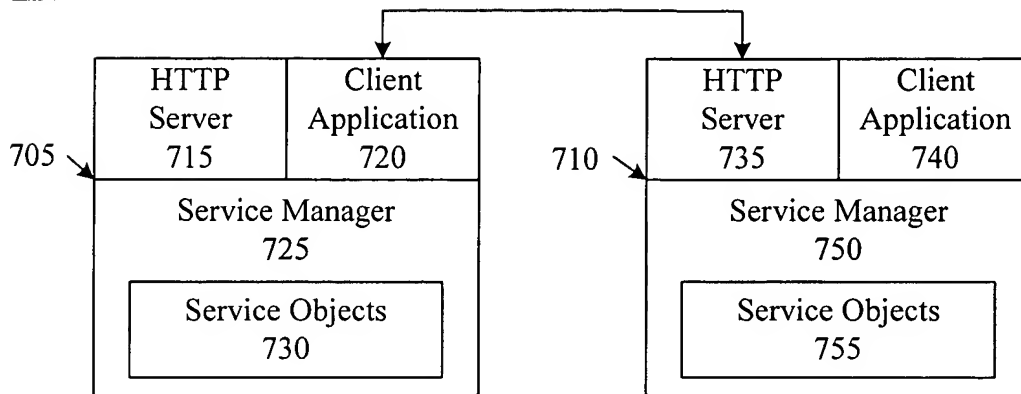 HTTP
Server
715
Client
Application
720
HTTP
Server
735
Client
Application
740
705
710
Service Manager
725
Service Manager
750
Service Objects
730
Service Objects
755